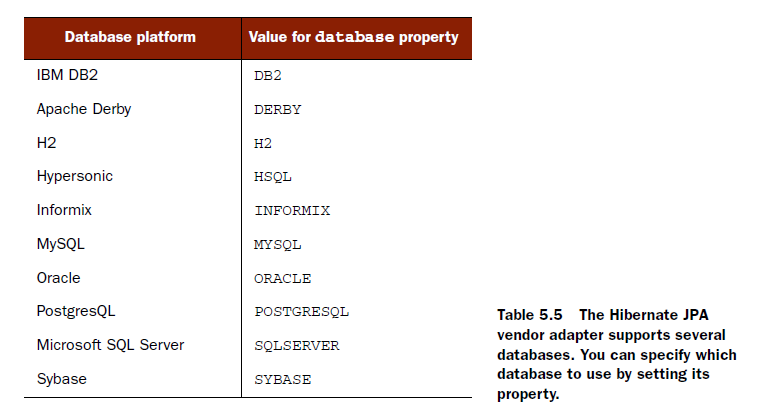 Database platform Value for database property
IBM DB2 DB2
Apache Derby DERBY
H2 H2
Hypersonic HSQL
Informix INFORMIX
MySQL MYSQL
Oracle ORACLE
PostgresQL POSTGRESQL
Microsoft SQL Server SQLSERVER
Sybase SYBASE
Table 5.5 The Hibernate JPA
vendor adapter supports several
databases. You can specify which
database to use by setting its
property.